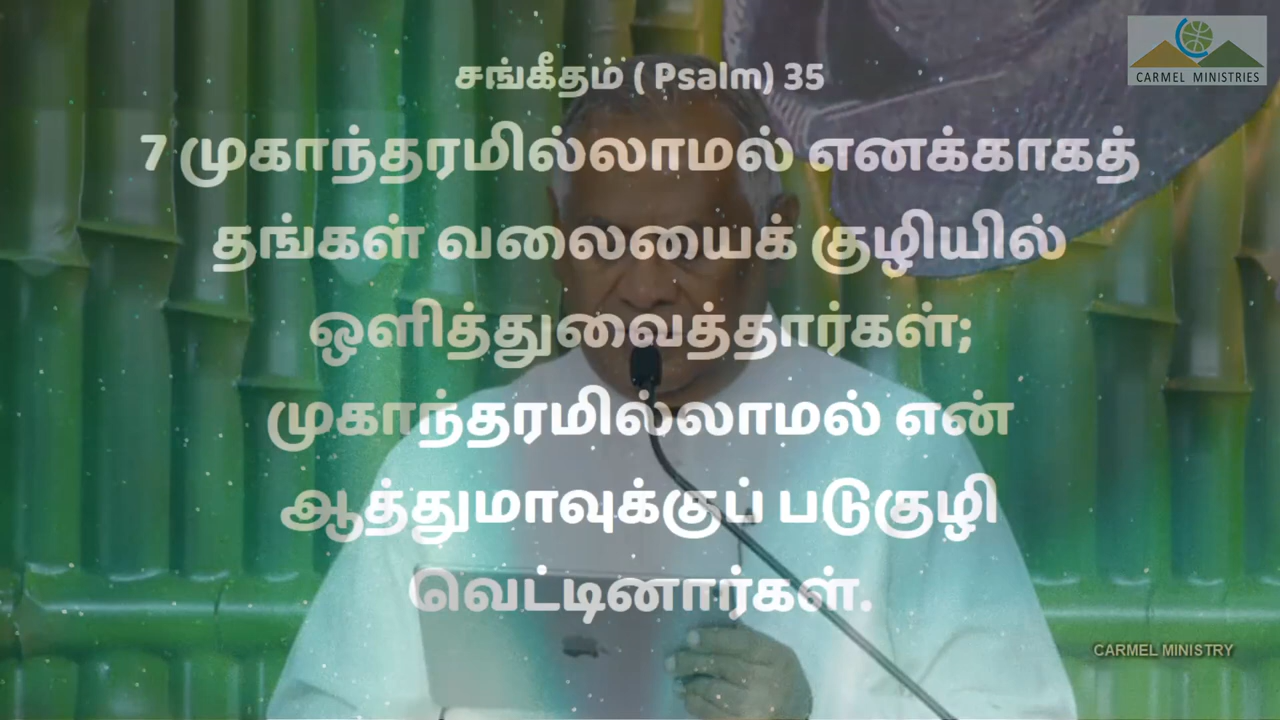 CARMEL MINISTRIES
சங்கீதம் ( Psalm) 35
7 முகாந்தரமில்லாமல் எனக்காகத்
தங்கள் வலையைக் குழியில்
ஒளித்துவைத்தார்கள்;
முகாந்தரமில்லாமல் என்
ஆத்துமாவுக்குப் படுகுழி
வெட்டினார்கள்.
CARMEL MINISTRY